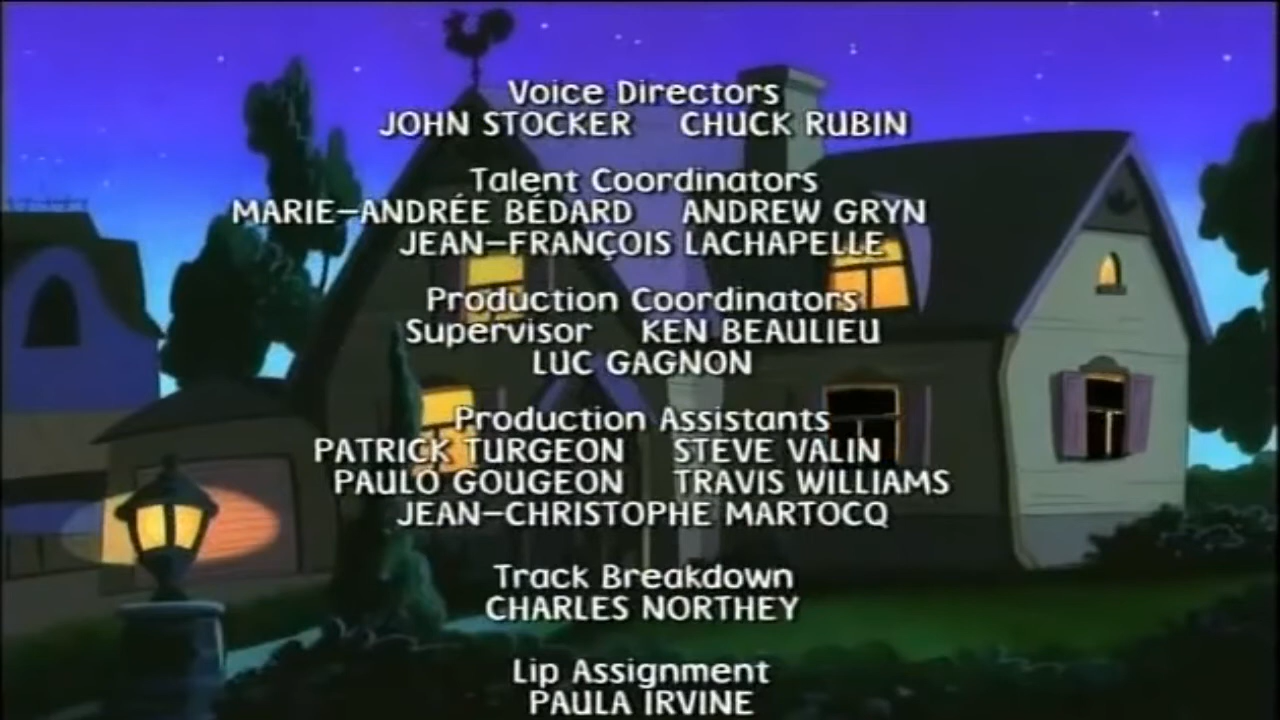 Voice Directors
JOHN STOCKER CHUCK RUBIN
Talent Coordinators
MARIE-ANDRÉE BÉDARD ANDREW GRYN
JEAN-FRANÇOIS LACHAPELLE
Production Coordinators
Supervisor KEN BEAULIEU
LUC GAGNON
Production Assistants
PATRICK TURGEON STEVE VALIN
PAULO GOUGEON TRAVIS WILLIAMS
JEAN-CHRISTOPHE MARTOCQ
Track Breakdown
CHARLES NORTHEY
Lip Assignment
PAULA IRVINE